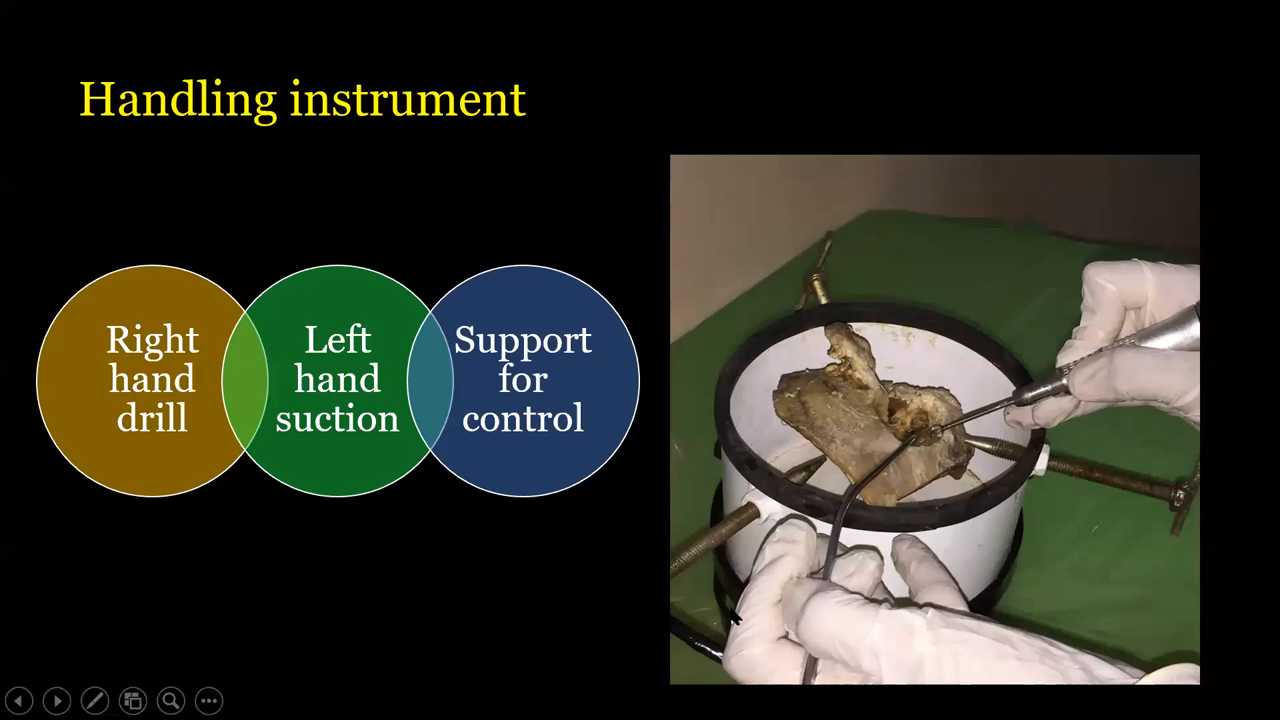 Handling instrument
Right
hand
drill
Left
hand
suction
Support
for
control